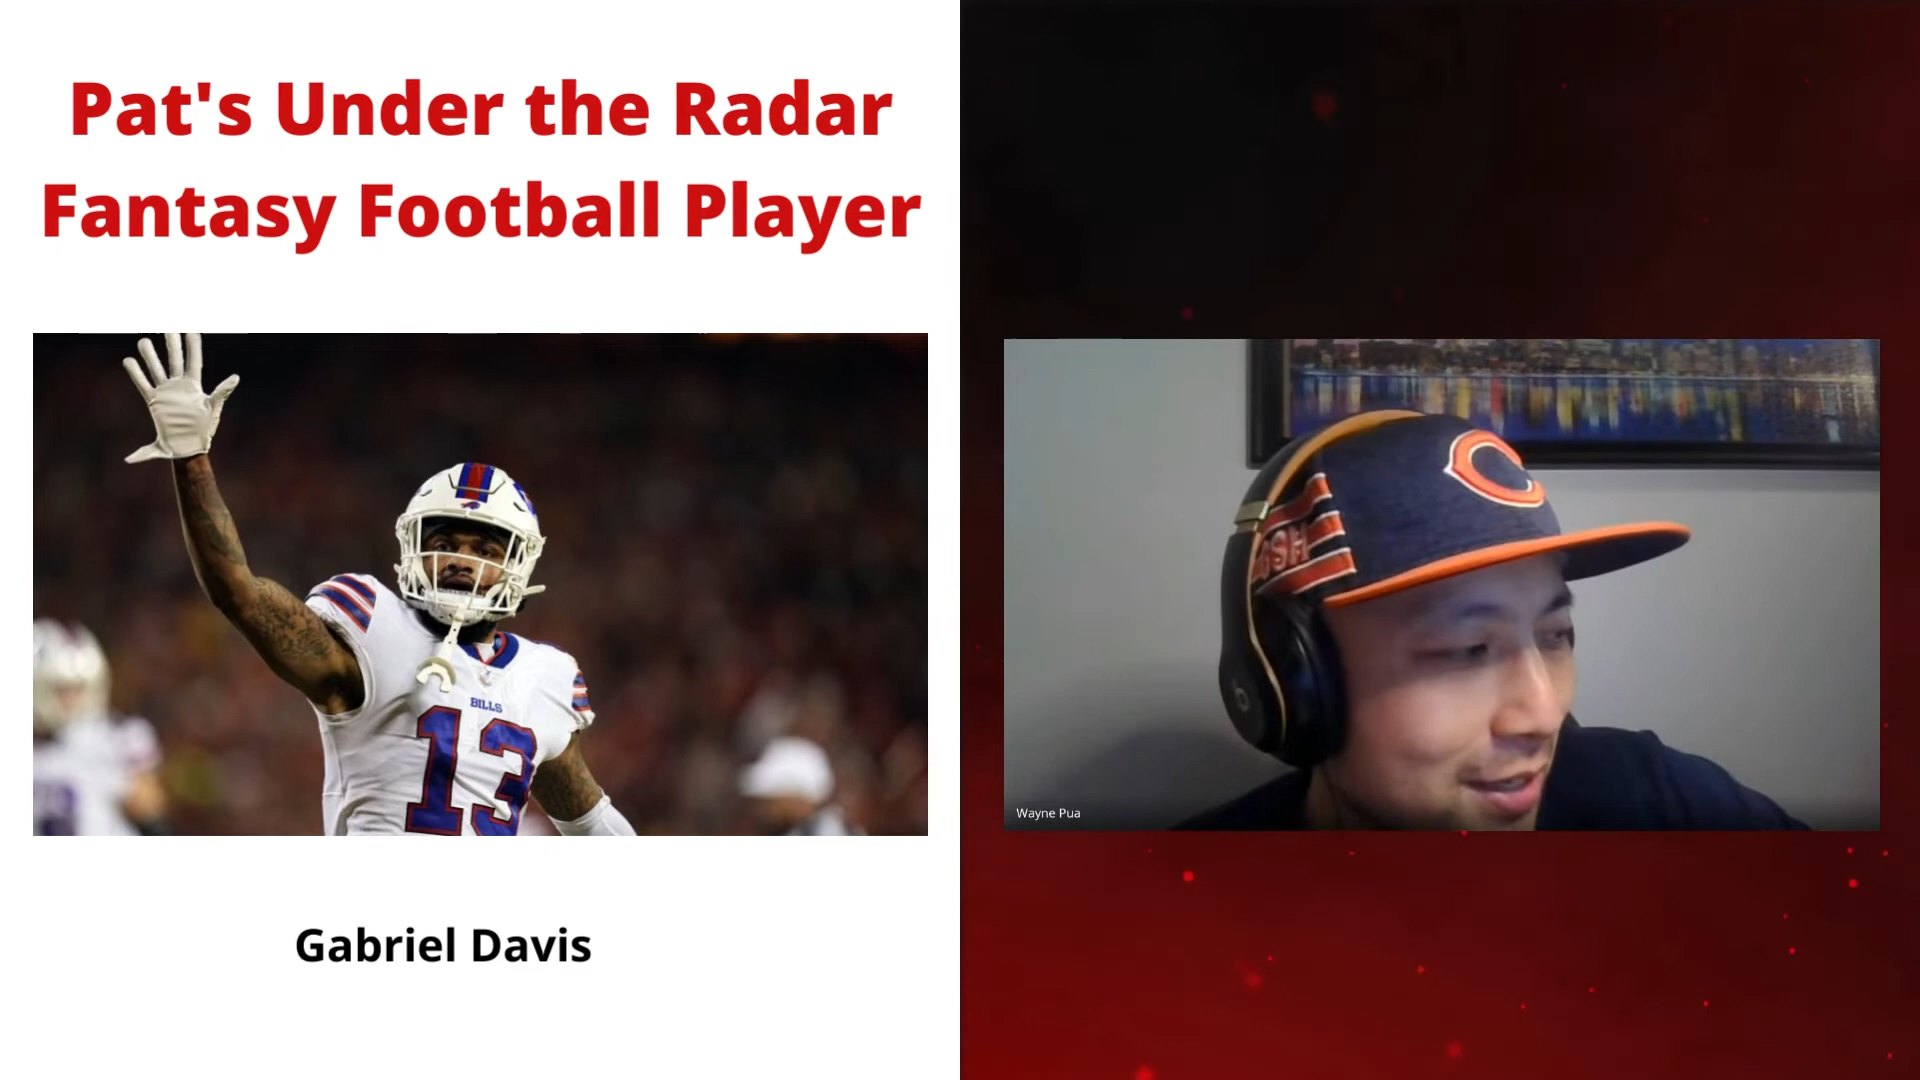 Pat's Under the Radar
Fantasy Football Player
BILLS
13
Gabriel Davis
C
Wayne Pua